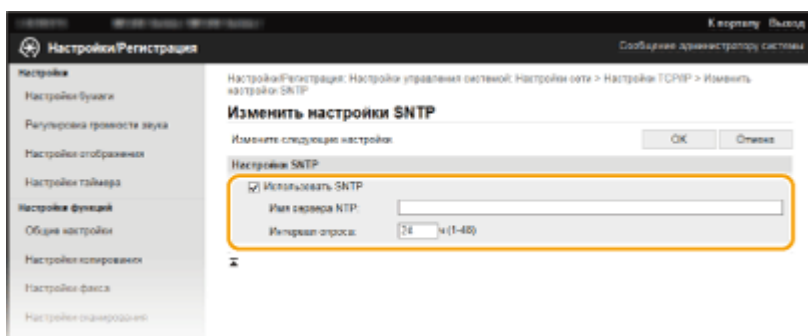 К порталу Выход
Настройки/Регистрация
Сообщение администратору системы
Настройки
Настройки бумаги
Регулировка громкости звука
Настройки отображения
Настройки таймера
Настройки функций
Общие настройки
Настройки копирования
Настройки факса
Настройки сканирования
Настройки/Регистрация: Настройки управления системой: Настройки сети > Настройки TCP/IP > Изменить
настройки SNTP
Изменить настройки SNTP
Измените следующие настройки
OK Отмена
Настройки SNTP
Использовать SNTP
Имя сервера NTP:
Интервал опроса: 24 ч (1-48)